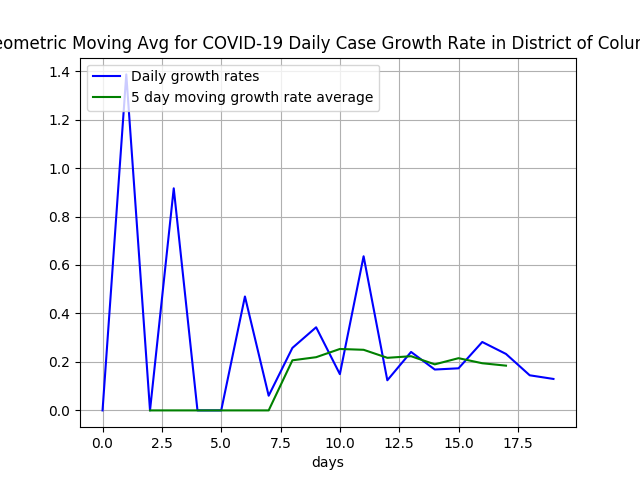 eometric Moving Avg for COVID-19 Daily Case Growth Rate in District of Colu
Daily growth rates
5 day moving growth rate average
1.4
1.2
1.0
0.8
0.6
0.4
0.2
0.0
0.0 2.5 5.0 7.5 10.0 12.5 15.0 17.5
days